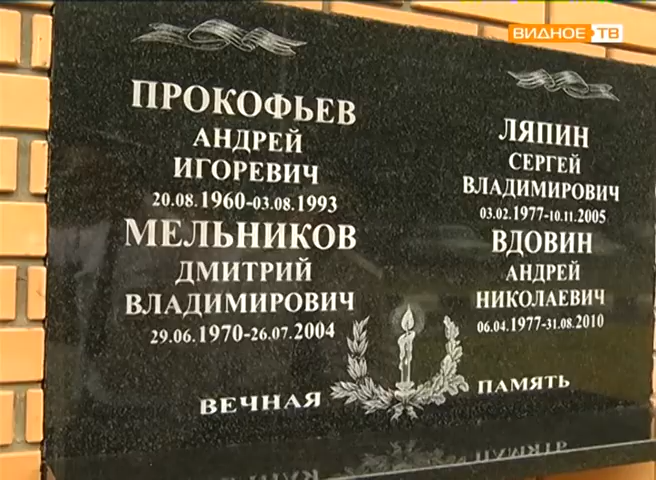 ВИДНОЕ ТВ
ПРОКОФЬЕВ
АНДРЕЙ
ИГОРЕВИЧ
20.08.1960-03.08.1993
МЕЛЬНИКОВ
ДМИТРИЙ
ВЛАДИМИРОВИЧ
29.06.1970-26.07.2004
ЛЯПИН
СЕРГЕЙ
ВЛАДИМИРОВИЧ
03.02.1977-10.11.2005
ВДОВИН
АНДРЕЙ
НИКОЛАЕВИЧ
06.04.1977-31.08.2010
ВЕЧНАЯ ПАМЯТЬ